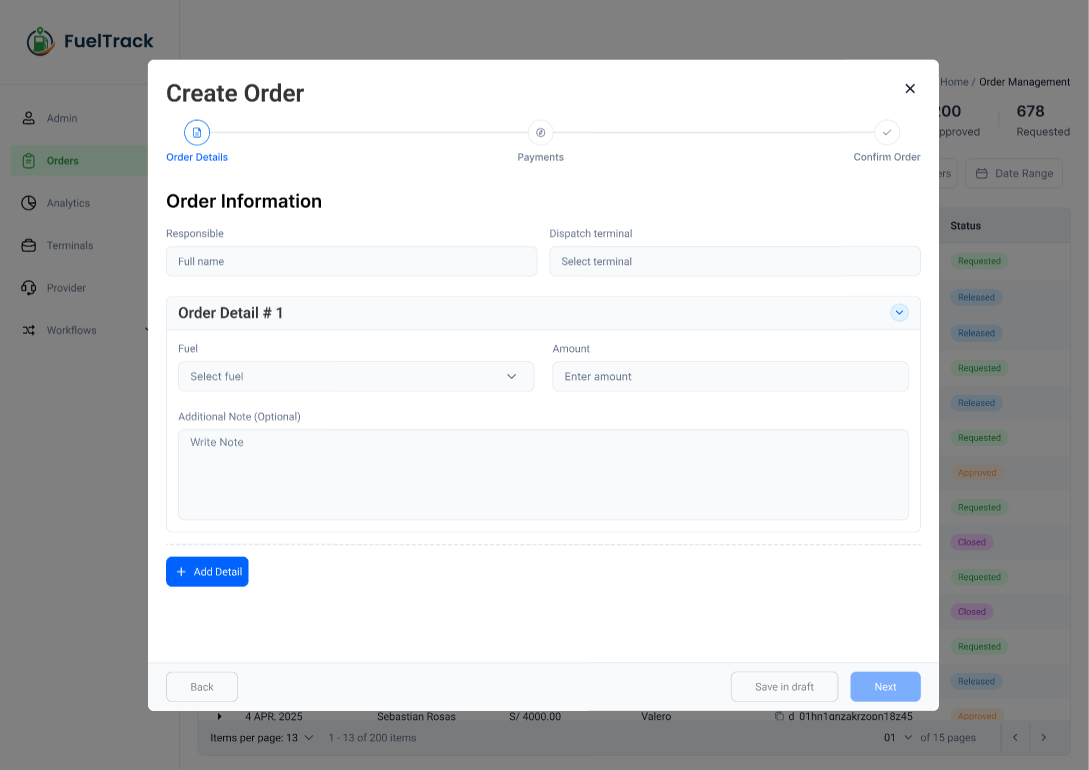 FuelTrack
Home / Order Management
200
Approved
678
Requested
Date Range
Admin
Orders
Analytics
Terminals
Provider
Workflows
Create Order
Order Details
Payments
Confirm Order
Order Information
Responsible
Dispatch terminal
Full name
Select terminal
Order Detail # 1
Fuel
Amount
Select fuel
Enter amount
Additional Note (Optional)
Write Note
Add Detail
Back
Save in draft
Next
Status
Requested
Released
Released
Requested
Released
Requested
Approved
Requested
Closed
Requested
Closed
Requested
Released
4 APR, 2025 Sebastian Rosas S/ 4000.00 Valero Approved
Items per page: 13 1 - 13 of 200 items 01 of 15 pages